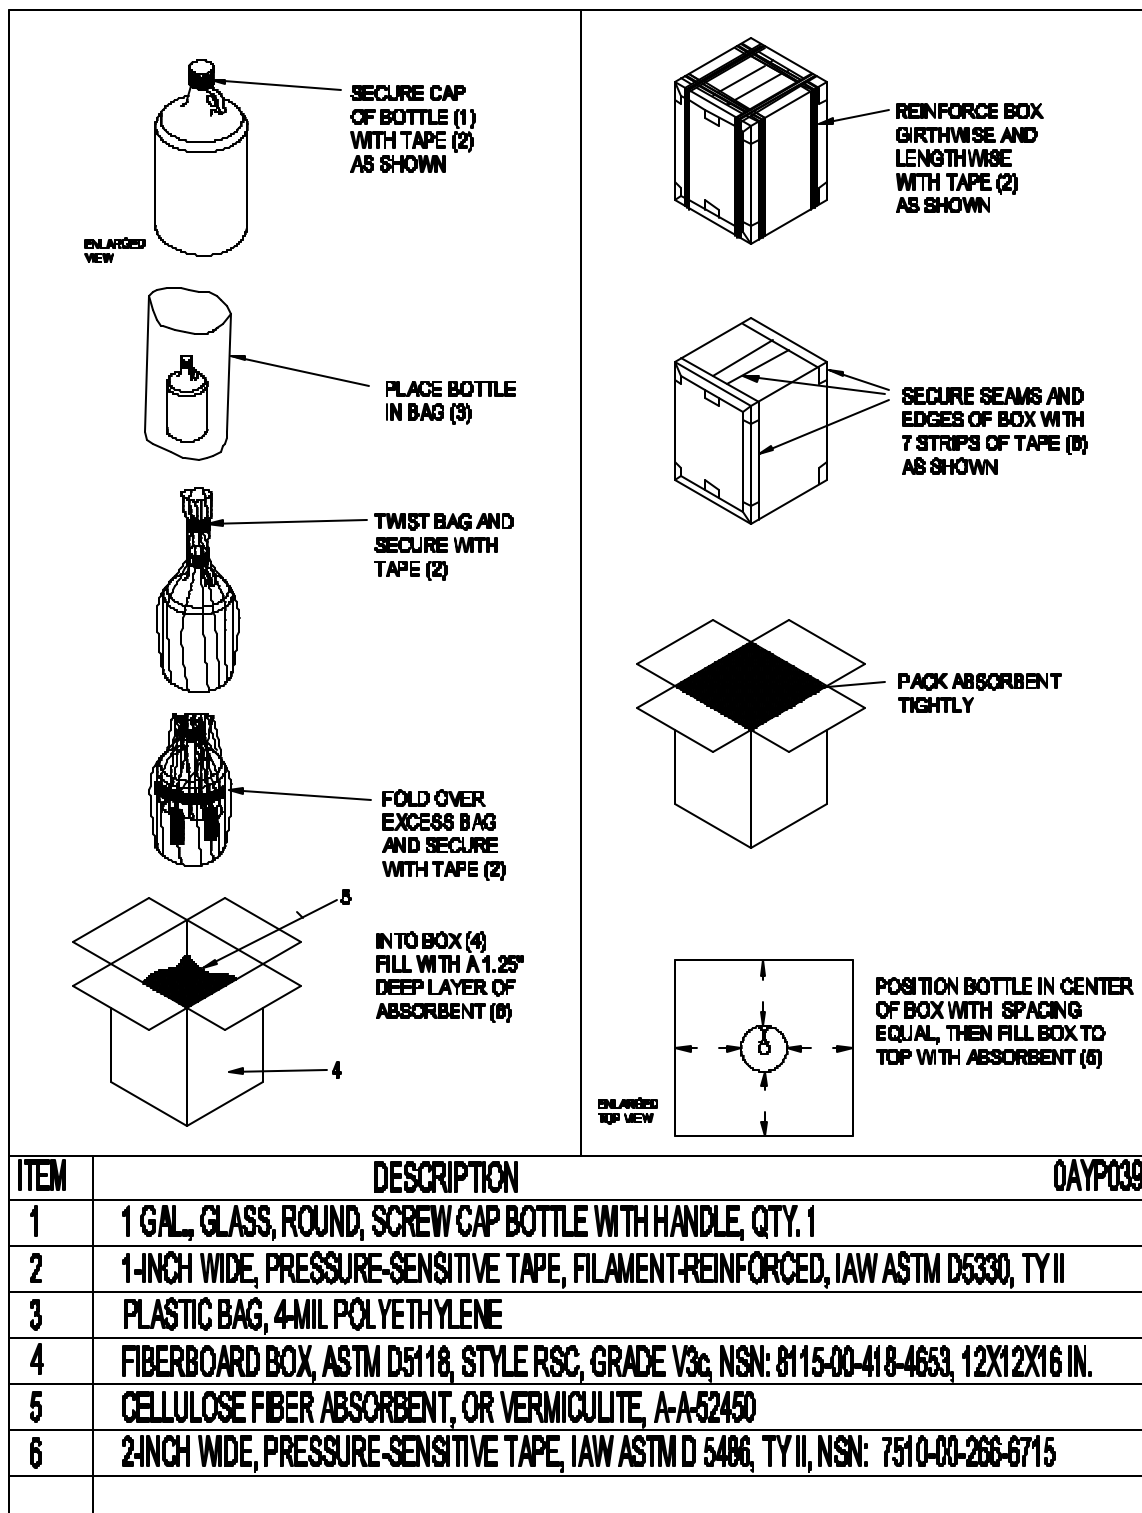 SECURE CAP
OF BOTTLE (1)
WITH TAPE (2)
AS SHOWN
ENLARGED
VIEW
PLACE BOTTLE
IN BAG (3)
TWIST BAG AND
SECURE WITH
TAPE (2)
FOLD OVER
EXCESS BAG
AND SECURE
WITH TAPE (2)
5
INTO BOX (4)
FILL WITH A 1.25"
DEEP LAYER OF
ABSORBENT (5)
4
REINFORCE BOX
GIRTHWISE AND
LENGTHWISE
WITH TAPE (2)
AS SHOWN
SECURE SEAMS AND
EDGES OF BOX WITH
7 STRIPS OF TAPE (6)
AS SHOWN
PACK ABSORBENT
TIGHTLY
POSITION BOTTLE IN CENTER
OF BOX WITH SPACING
EQUAL, THEN FILL BOX TO
TOP WITH ABSORBENT (5)
ENLARGED
TOP VIEW
ITEM DESCRIPTION 0AYP039
1 1 GAL., GLASS, ROUND, SCREW CAP BOTTLE WITH HANDLE, QTY. 1
2 1-INCH WIDE, PRESSURE-SENSITIVE TAPE, FILAMENT-REINFORCED, IAW ASTM D5330, TY II
3 PLASTIC BAG, 4-MIL POLYETHYLENE
4 FIBERBOARD BOX, ASTM D5118, STYLE RSC, GRADE V3c, NSN: 8115-00-418-4653, 12X12X16 IN.
5 CELLULOSE FIBER ABSORBENT, OR VERMICULITE, A-A-52450
6 2-INCH WIDE, PRESSURE-SENSITIVE TAPE, IAW ASTM D 5486, TY II, NSN: 7510-00-266-6715